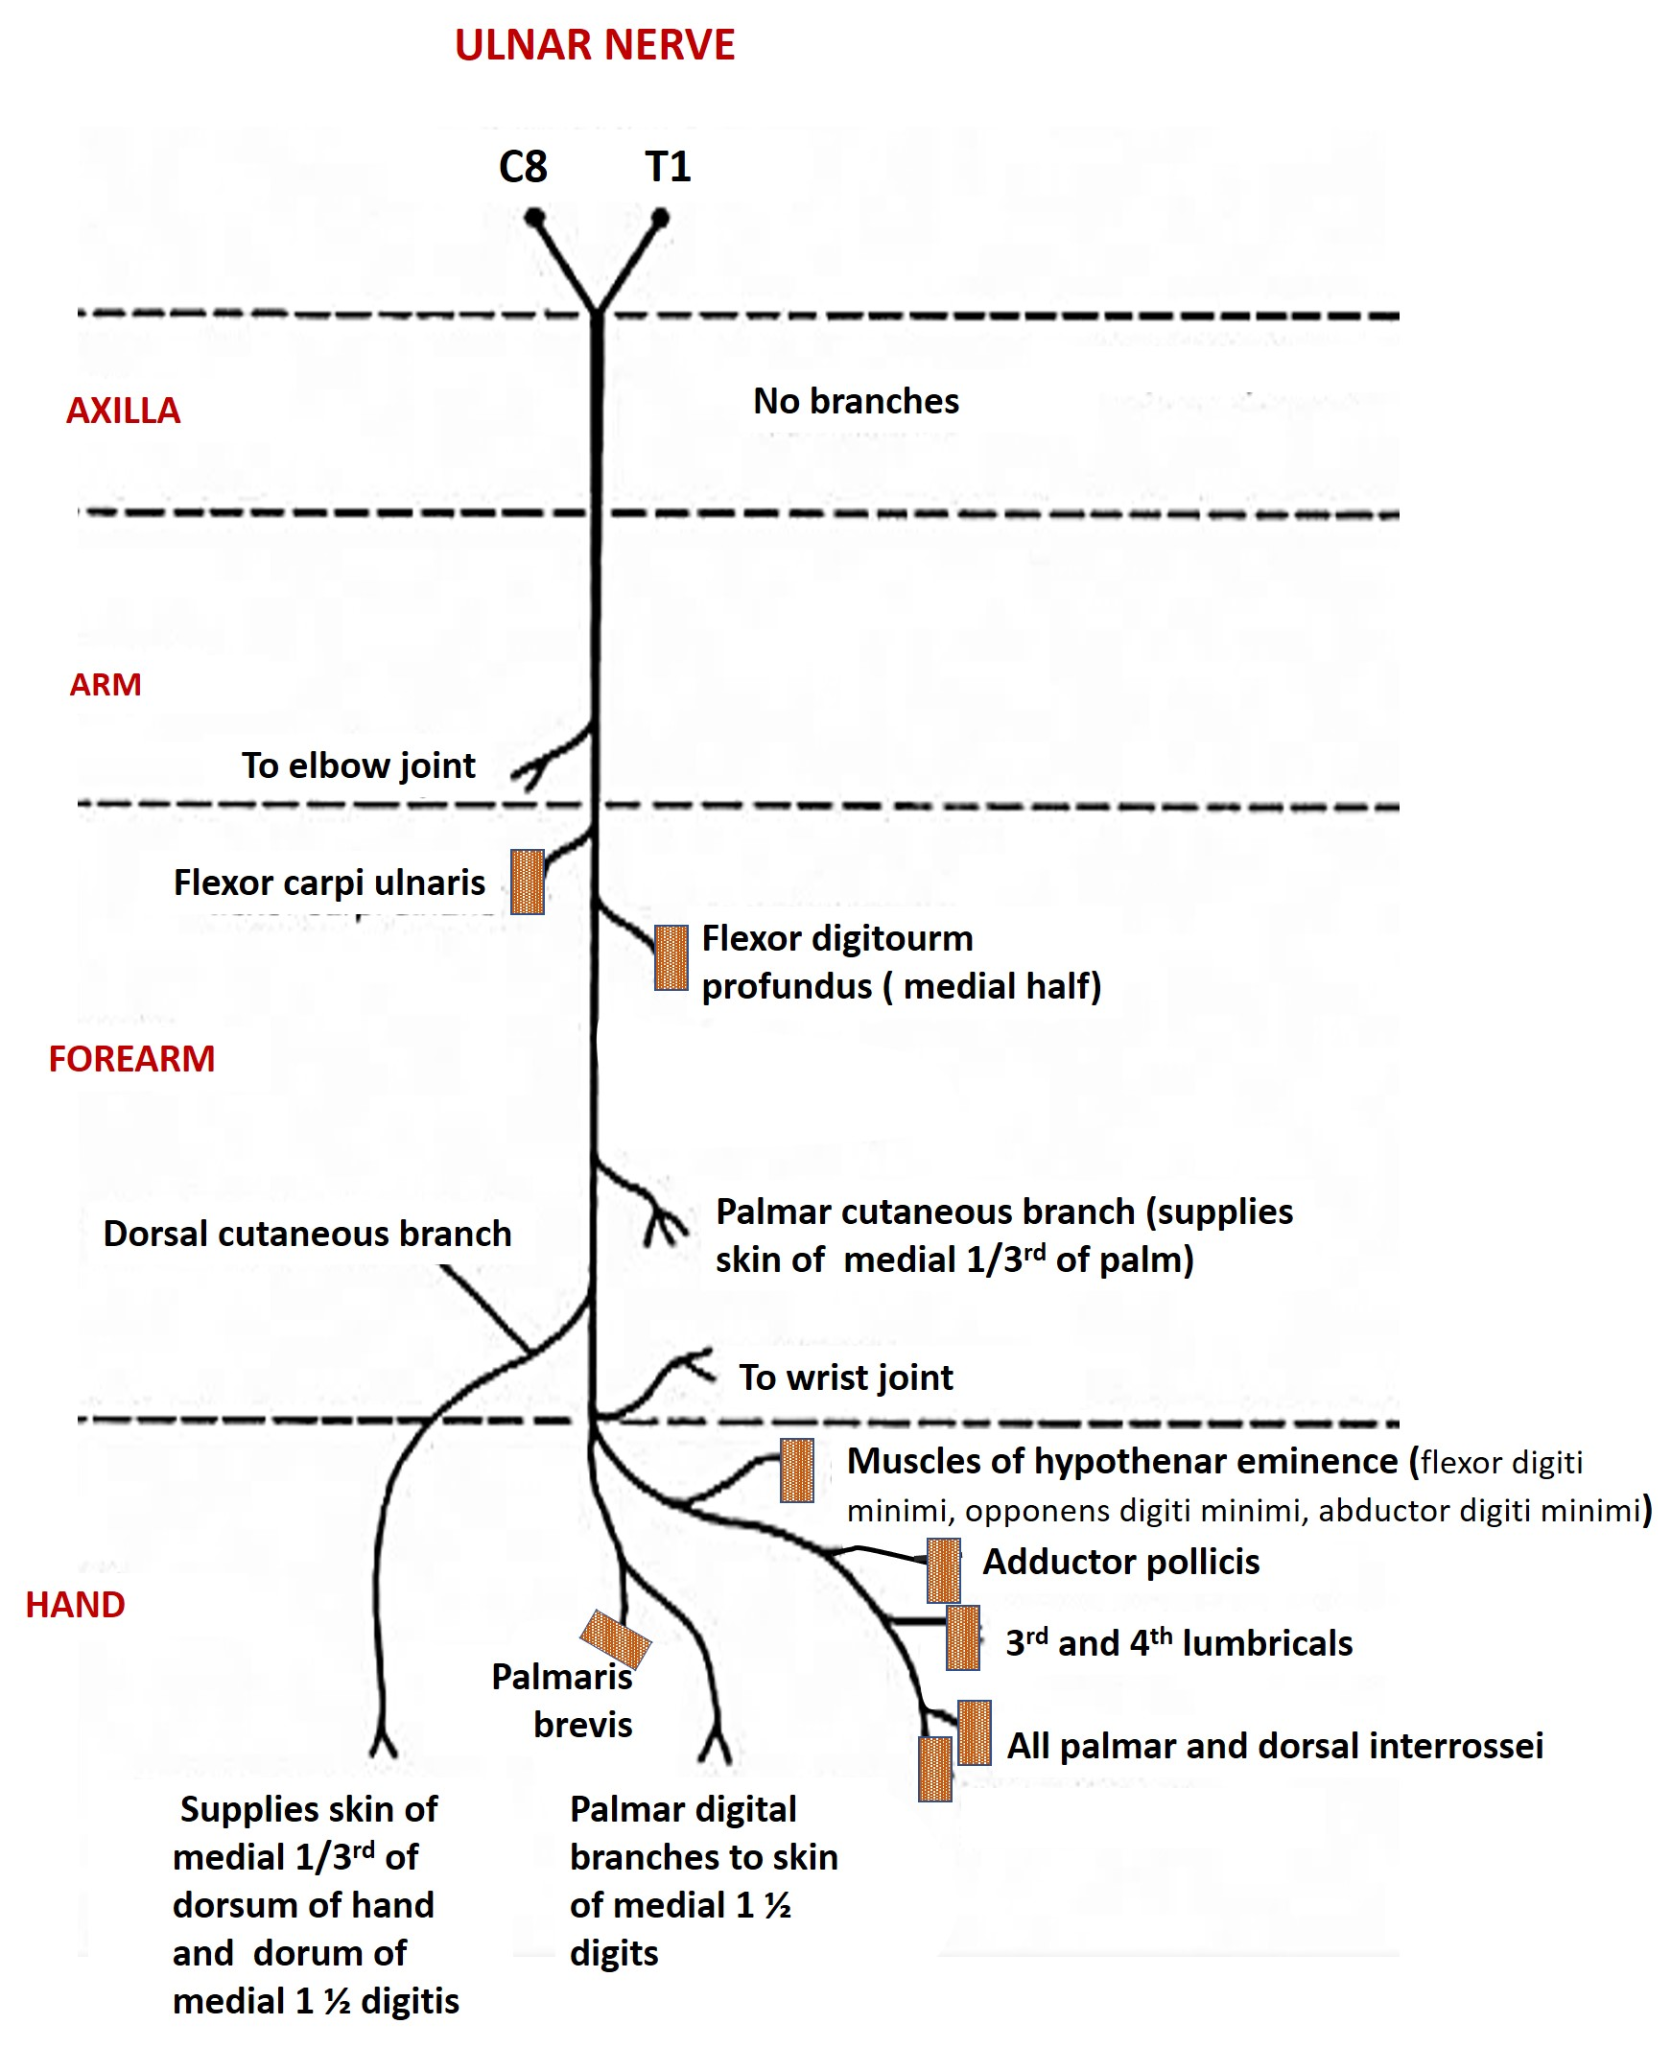 ULNAR NERVE
C8
T1
AXILLA
No branches
ARM
To elbow joint
Flexor carpi ulnaris
Flexor digitourm
profundus ( medial half)
FOREARM
Palmar cutaneous branch (supplies
skin of medial 1/3rd of palm)
Dorsal cutaneous branch
To wrist joint
Muscles of hypothenar eminence (flexor digiti
minimi, opponens digiti minimi, abductor digiti minimi)
Adductor pollicis
HAND
3rd and 4th lumbricals
Palmaris
brevis
All palmar and dorsal interrossei
Supplies skin of
medial 1/3rd of
dorsum of hand
and dorum of
medial 1 ½ digitis
Palmar digital
branches to skin
of medial 1 ½
digits